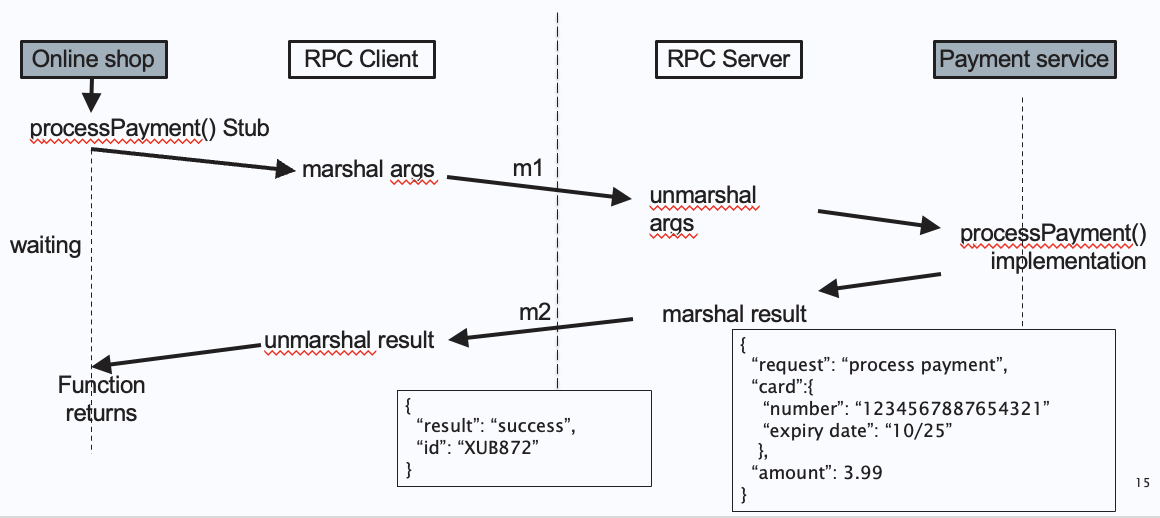 Online shop
RPC Client
RPC Server
Payment service
processPayment() Stub
marshal args
m1
unmarshal
args
processPayment()
implementation
waiting
m2
marshal result
unmarshal result
Function
returns
{
“result”: “success”,
“id”: “XUB872”
}
{
“request”: “process payment”,
“card”:{
“number”: “1234567887654321”
“expiry date”: “10/25”
},
“amount”: 3.99
}
15